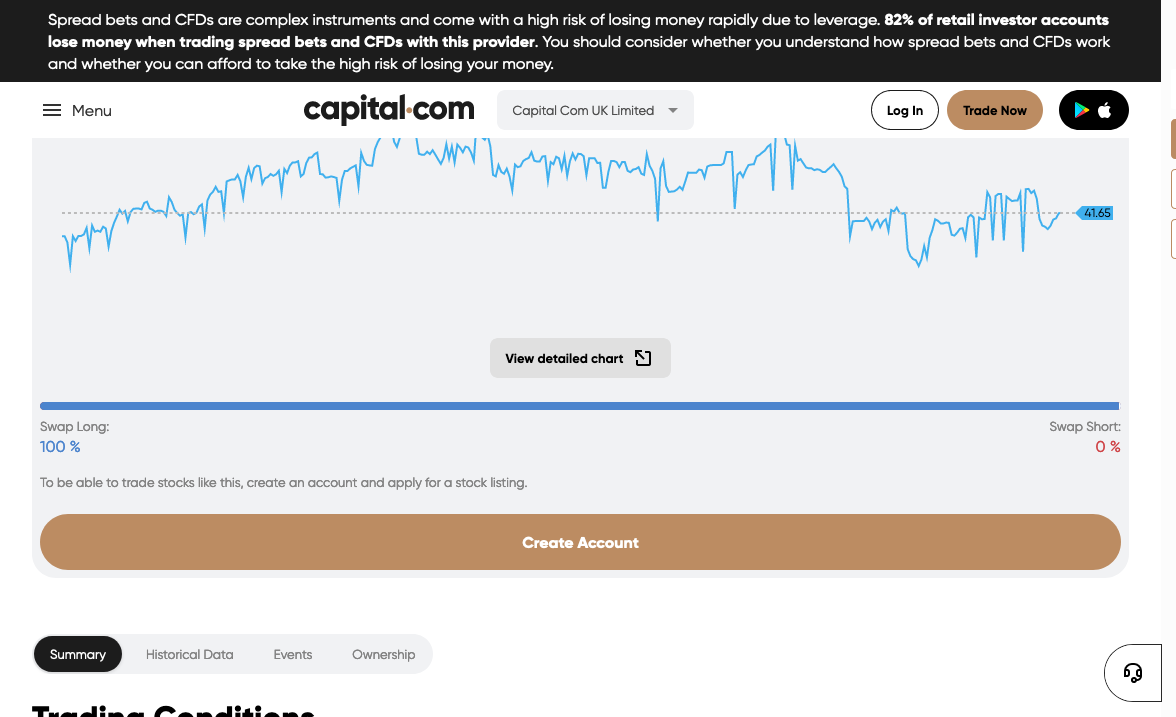 Spread bets and CFDs are complex instruments and come with a high risk of losing money rapidly due to leverage. 82% of retail investor accounts
lose money when trading spread bets and CFDs with this provider. You should consider whether you understand how spread bets and CFDs work
and whether you can afford to take the high risk of losing your money.
Menu
capital.com
Capital Com UK Limited
Log In
Trade Now
41.65
View detailed chart
Swap Long:
Swap Short:
100 %
0 %
To be able to trade stocks like this, create an account and apply for a stock listing.
Create Account
Summary
Historical Data
Events
Ownership
Trading Conditions